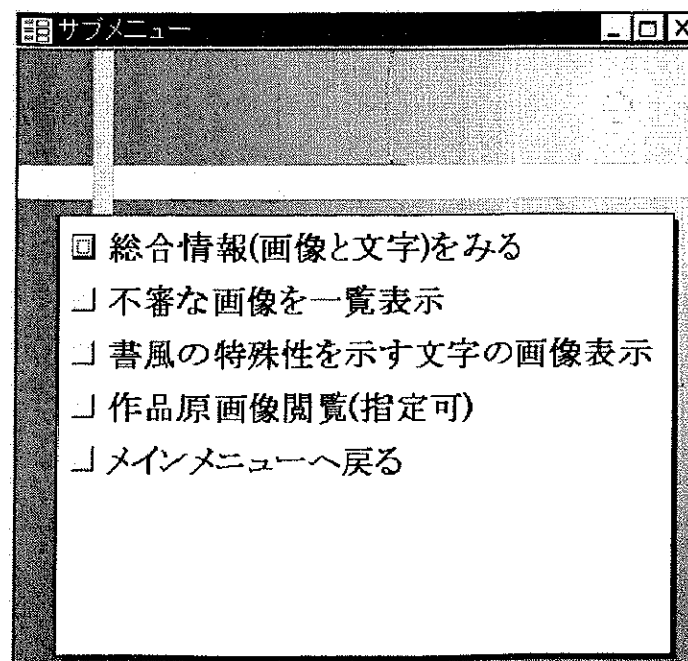 サブメニュー
総合情報(画像と文字)をみる
不審な画像を一覧表示
書風の特殊性を示す文字の画像表示
作品原画像閲覧(指定可)
メインメニューへ戻る